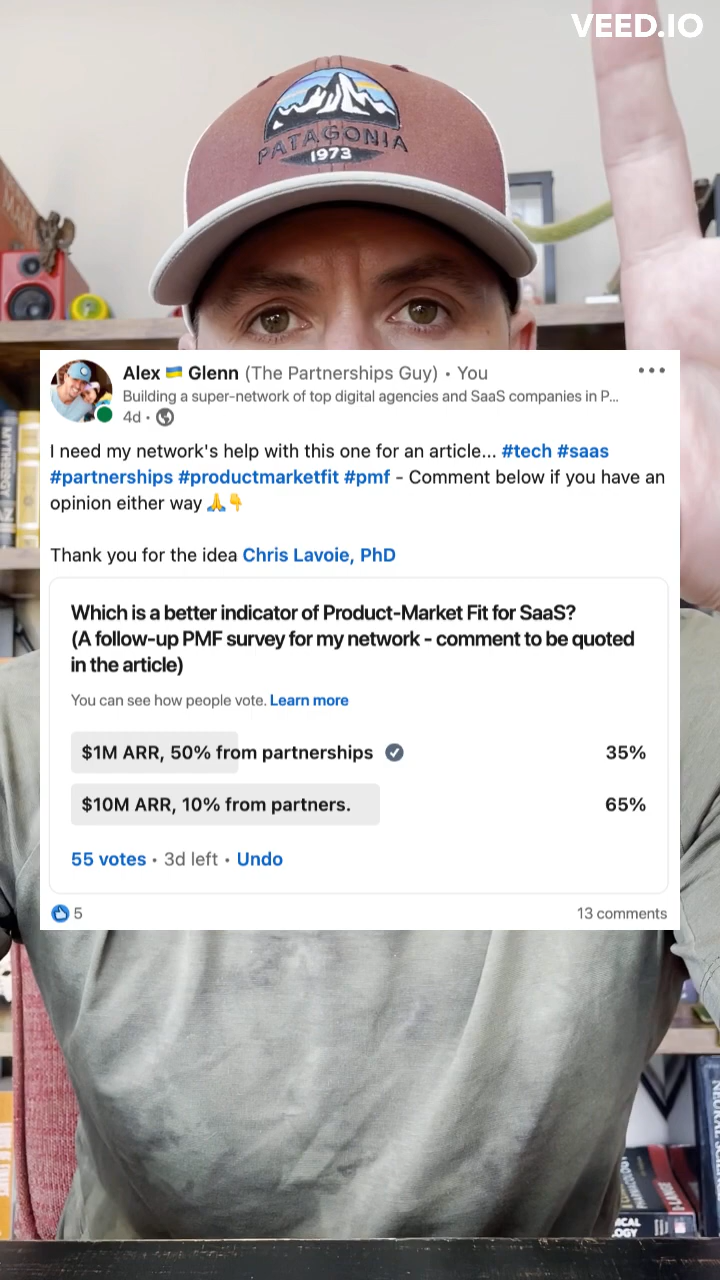 VEED.IO
PATAGONIA
1973
Alex 🇺🇦 Glenn (The Partnerships Guy) • You
Building a super-network of top digital agencies and SaaS companies in P...
4d •
I need my network's help with this one for an article... #tech #saas
#partnerships #productmarketfit #pmf - Comment below if you have an
opinion either way 🙏👇
Thank you for the idea Chris Lavoie, PhD
Which is a better indicator of Product-Market Fit for SaaS?
(A follow-up PMF survey for my network - comment to be quoted
in the article)
You can see how people vote. Learn more
$1M ARR, 50% from partnerships 35%
$10M ARR, 10% from partners. 65%
55 votes • 3d left • Undo
5 13 comments